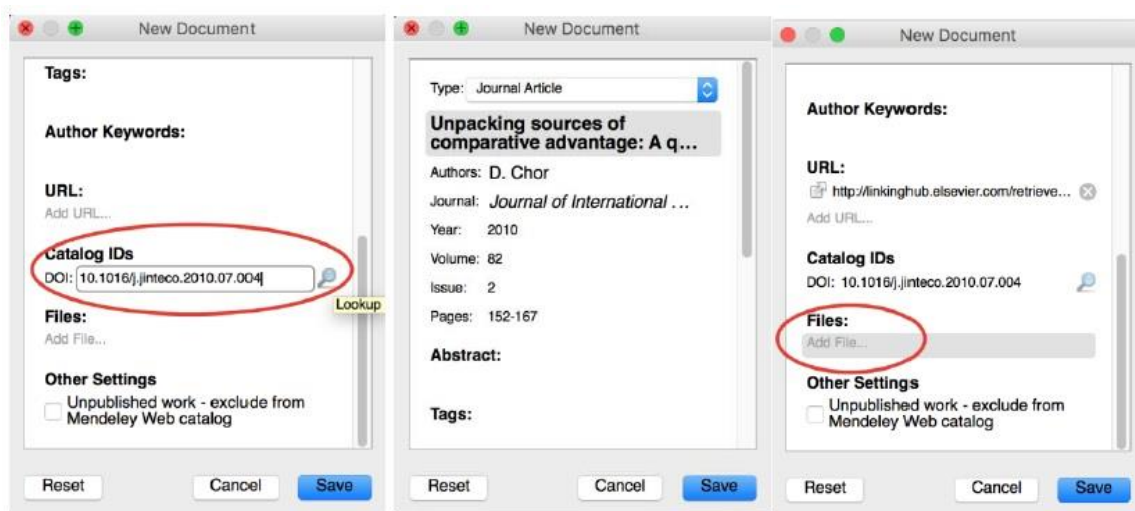 New Document
Tags:
Author Keywords:
URL:
Add URL...
Catalog IDs
DOI: 10.1016/j.jinteco.2010.07.004
Lookup
Files:
Add File...
Other Settings
Unpublished work - exclude from
Mendeley Web catalog
Reset Cancel Save
New Document
Type: Journal Article
Unpacking sources of
comparative advantage: A q...
Authors: D. Chor
Journal: Journal of International ...
Year: 2010
Volume: 82
Issue: 2
Pages: 152-167
Abstract:
Tags:
Reset Cancel Save
New Document
Author Keywords:
URL:
http://linkinghub.elsevier.com/retrieve...
Add URL...
Catalog IDs
DOI: 10.1016/j.jinteco.2010.07.004
Files:
Add File...
Other Settings
Unpublished work - exclude from
Mendeley Web catalog
Reset Cancel Save